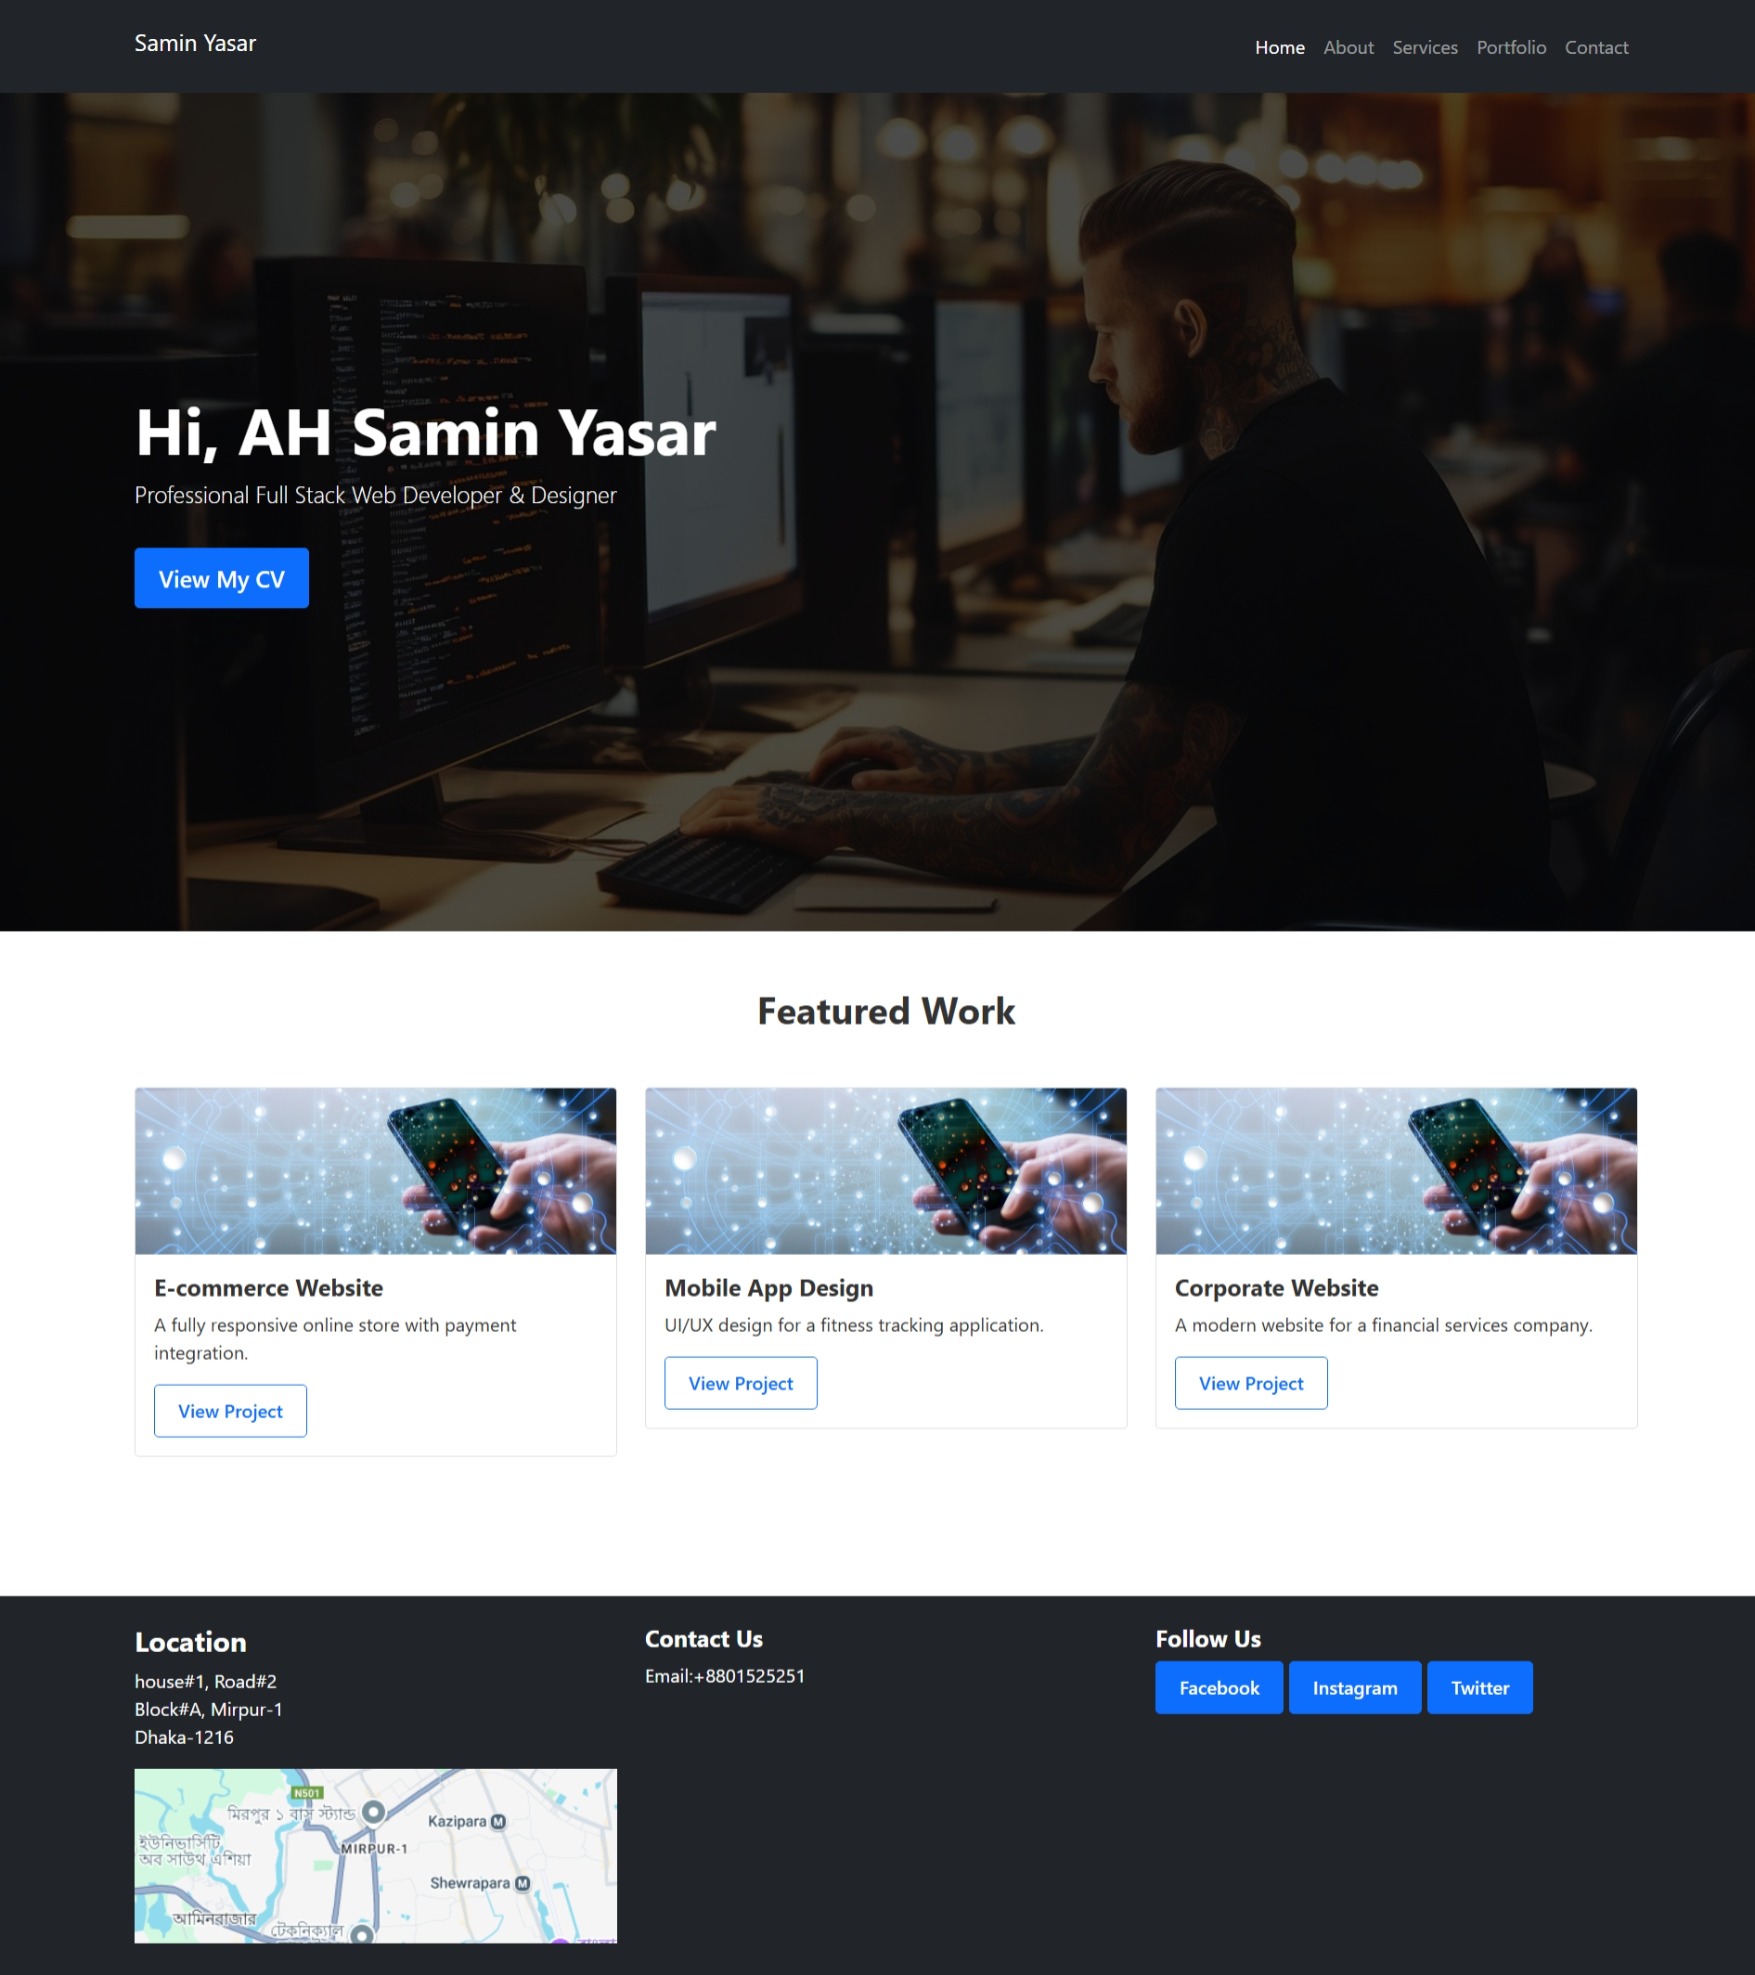 Samin Yasar
Home About Services Portfolio Contact
Hi, AH Samin Yasar
Professional Full Stack Web Developer & Designer
View My CV
Featured Work
E-commerce Website
A fully responsive online store with payment
integration.
View Project
Mobile App Design
UI/UX design for a fitness tracking application.
View Project
Corporate Website
A modern website for a financial services company.
View Project
Location
house#1, Road#2
Block#A, Mirpur-1
Dhaka-1216
N501
মিরপুর ১ বাস স্ট্যান্ড
Kazipara M
ইউনিভার্সিটি
অব সাউথ এশিয়া
MIRPUR-1
Shewrapara M
আমিনবাজার
টেকনিক্যাল
Contact Us
Email:+8801525251
Follow Us
Facebook Instagram Twitter